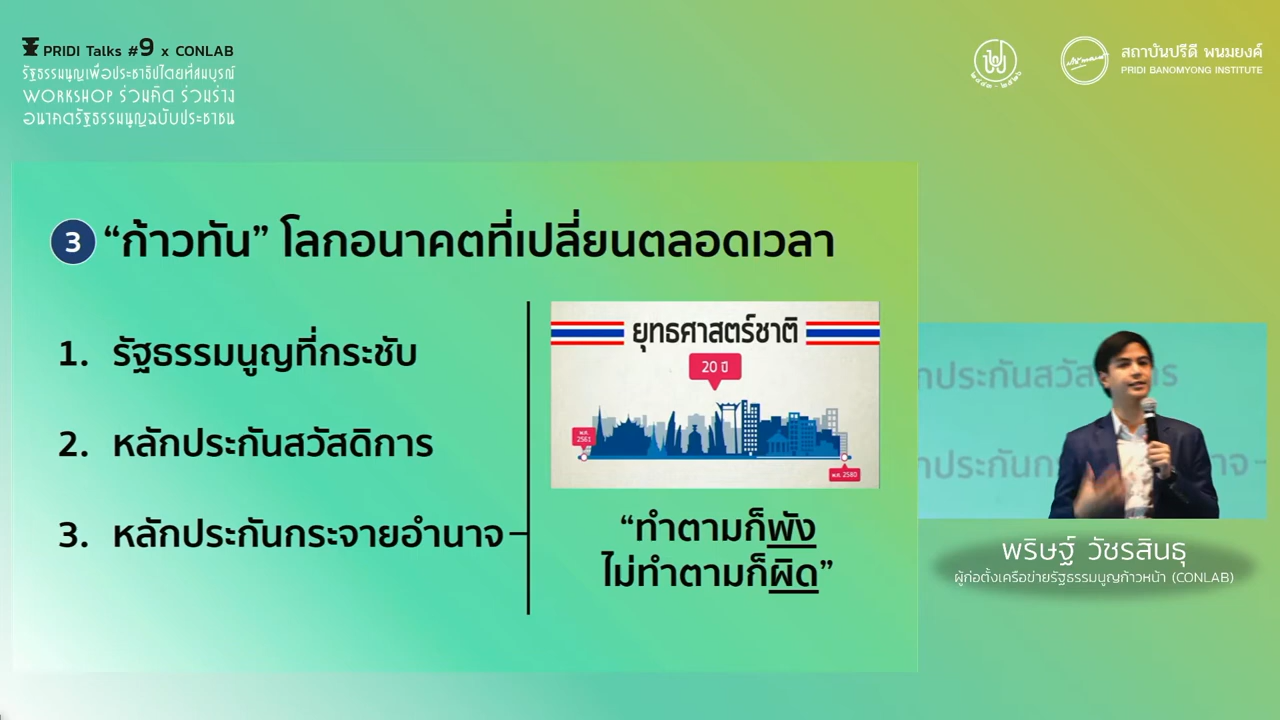 PRIDI Talks #9 x CONLAB
รัฐธรรมนูญเพื่อประชาธิปไตยที่สมบูรณ์
WORKSHOP ร่วมคิด ร่วมร่าง
อนาคตรัฐธรรมนูญฉบับประชาชน
๒๔๔๓ - ๒๕๒๖
สถาบันปรีดี พนมยงค์
PRIDI BANOMYONG INSTITUTE
3 “ก้าวทัน” โลกอนาคตที่เปลี่ยนตลอดเวลา
1. รัฐธรรมนูญที่กระชับ
2. หลักประกันสวัสดิการ
3. หลักประกันกระจายอำนาจ
ยุทธศาสตร์ชาติ
20 ปี
พ.ศ. 2561
พ.ศ. 2580
“ทำตามก็พัง
ไม่ทำตามก็ผิด”
พริษฐ์ วัชรสินธุ
ผู้ก่อตั้งเครือข่ายรัฐธรรมนูญก้าวหน้า (CONLAB)